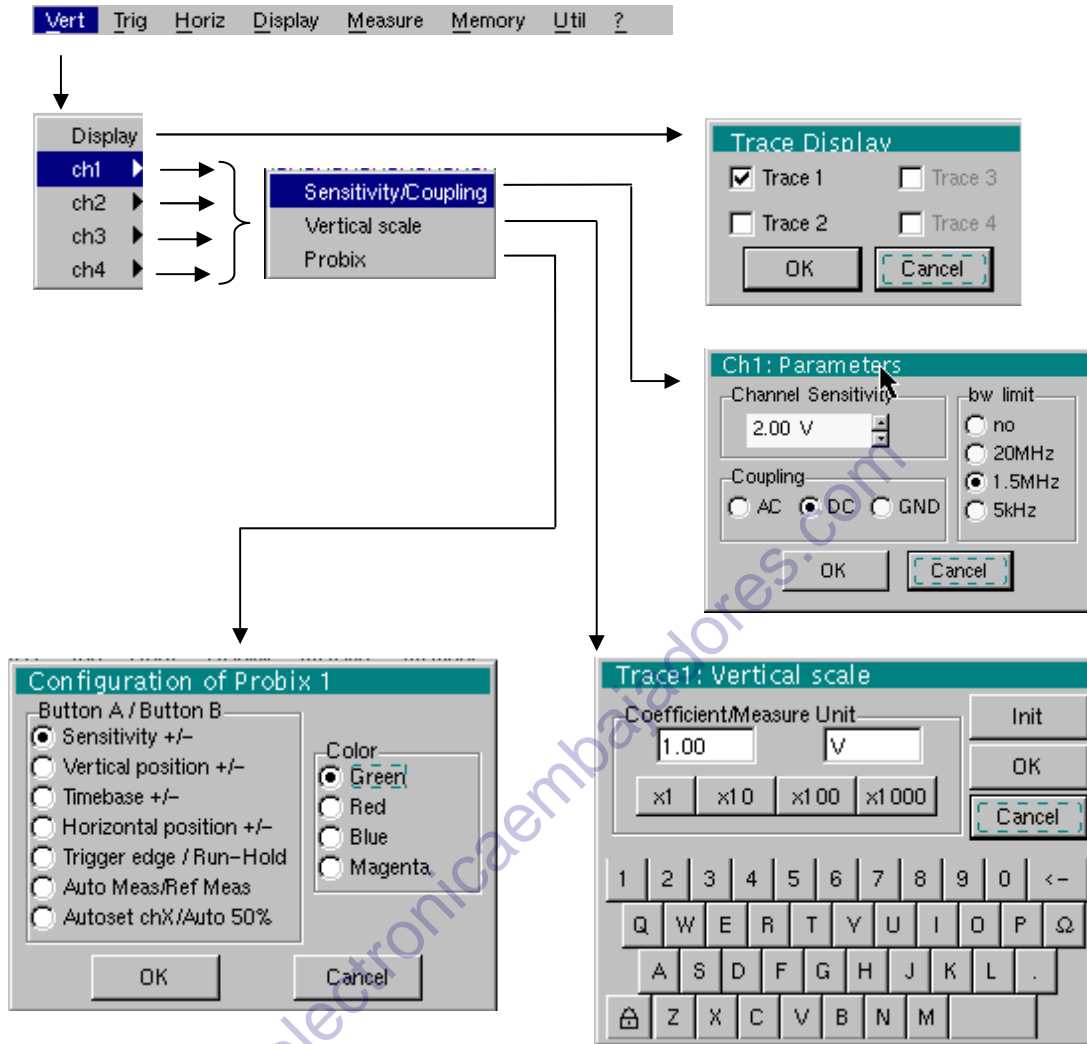 Vert Trig Horiz Display Measure Memory Util ?
Display
ch1
ch2
ch3
ch4
Sensitivity/Coupling
Vertical scale
Probix
Trace Display
Trace 1 Trace 3
Trace 2 Trace 4
OK Cancel
Ch1: Parameters
Channel Sensitivity
2.00 V
bw limit
no
20MHz
1.5MHz
5kHz
Coupling
AC DC GND
OK Cancel
Configuration of Probix 1
Button A / Button B
Sensitivity +/-
Vertical position +/-
Timebase +/-
Horizontal position +/-
Trigger edge / Run-Hold
Auto Meas/Ref Meas
Autoset chX/Auto 50%
Color
Green
Red
Blue
Magenta
OK Cancel
Trace1: Vertical scale
Coefficient/Measure Unit
1.00 V
x1 x10 x100 x1000
Init
OK
Cancel
1 2 3 4 5 6 7 8 9 0 <-
Q W E R T Y U I O P Ω
A S D F G H J K L .
Z X C V B N M
electronicaembajadores.com